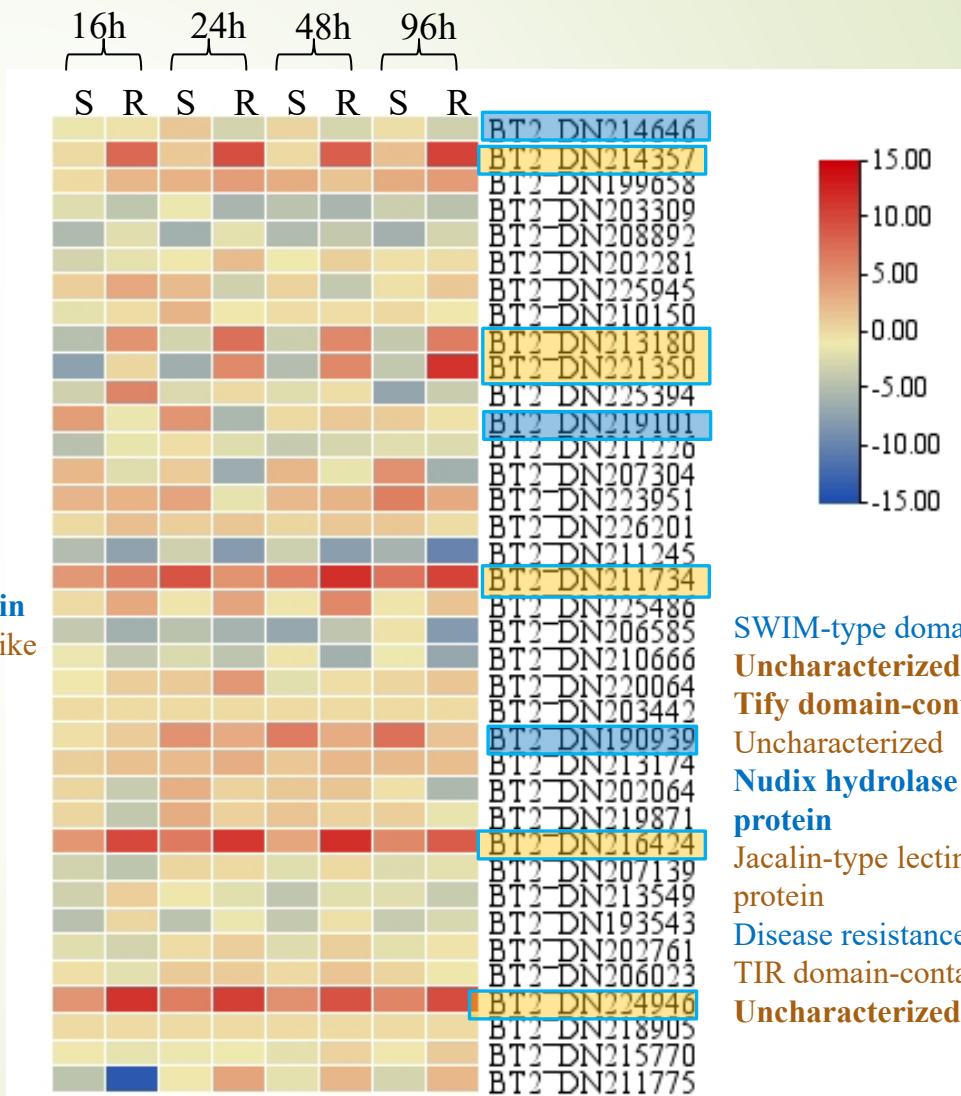 16h 24h 48h 96h
S R S R S R S R
BT2_DN214646
BT2_DN214357
BT2_DN199658
BT2_DN203309
BT2_DN208892
BT2_DN202281
BT2_DN225945
BT2_DN210150
BT2_DN213180
BT2_DN221350
BT2_DN225394
BT2_DN219101
BT2_DN211226
BT2_DN207304
BT2_DN223951
BT2_DN226201
BT2_DN211245
BT2_DN211734
BT2_DN225486
BT2_DN206585
BT2_DN210666
BT2_DN220064
BT2_DN203442
BT2_DN190939
BT2_DN213174
BT2_DN202064
BT2_DN219871
BT2_DN216424
BT2_DN207139
BT2_DN213549
BT2_DN193543
BT2_DN202761
BT2_DN206023
BT2_DN224946
BT2_DN218905
BT2_DN215770
BT2_DN211775
15.00
10.00
5.00
0.00
-5.00
-10.00
-15.00
in
ike
SWIM-type doma
Uncharacterized
Tify domain-con
Uncharacterized
Nudix hydrolase
protein
Jacalin-type lectin
protein
Disease resistance
TIR domain-conta
Uncharacterized